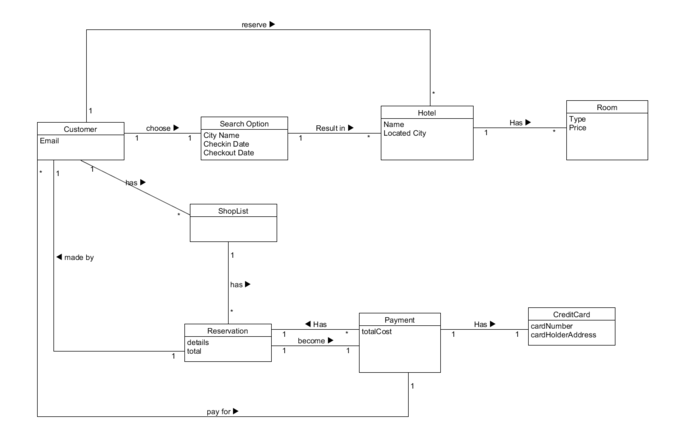 reserve ▶
1
*
Customer
Email
choose ▶
1
1
Search Option
City Name
Checkin Date
Checkout Date
Result in ▶
1
*
Hotel
Name
Located City
Has ▶
1
*
Room
Type
Price
*
1
1
has ▶
*
ShopList
◀ made by
1
has ▶
*
Reservation
details
total
1
◀ Has
1
*
become ▶
1
1
Payment
totalCost
Has ▶
1
1
CreditCard
cardNumber
cardHolderAddress
1
pay for ▶